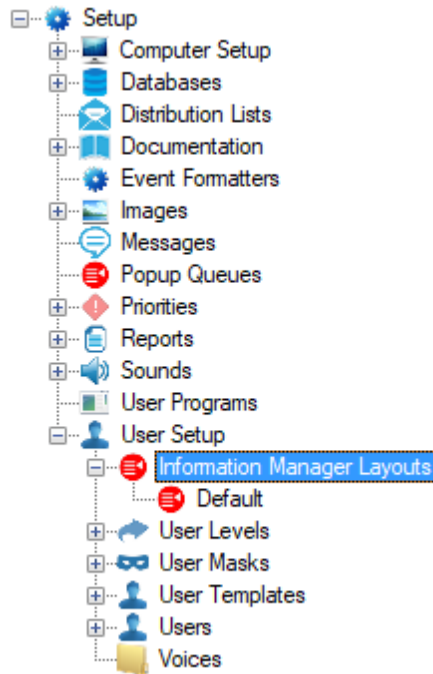 Setup
Computer Setup
Databases
Distribution Lists
Documentation
Event Formatters
Images
Messages
Popup Queues
Priorities
Reports
Sounds
User Programs
User Setup
Information Manager Layouts
Default
User Levels
User Masks
User Templates
Users
Voices